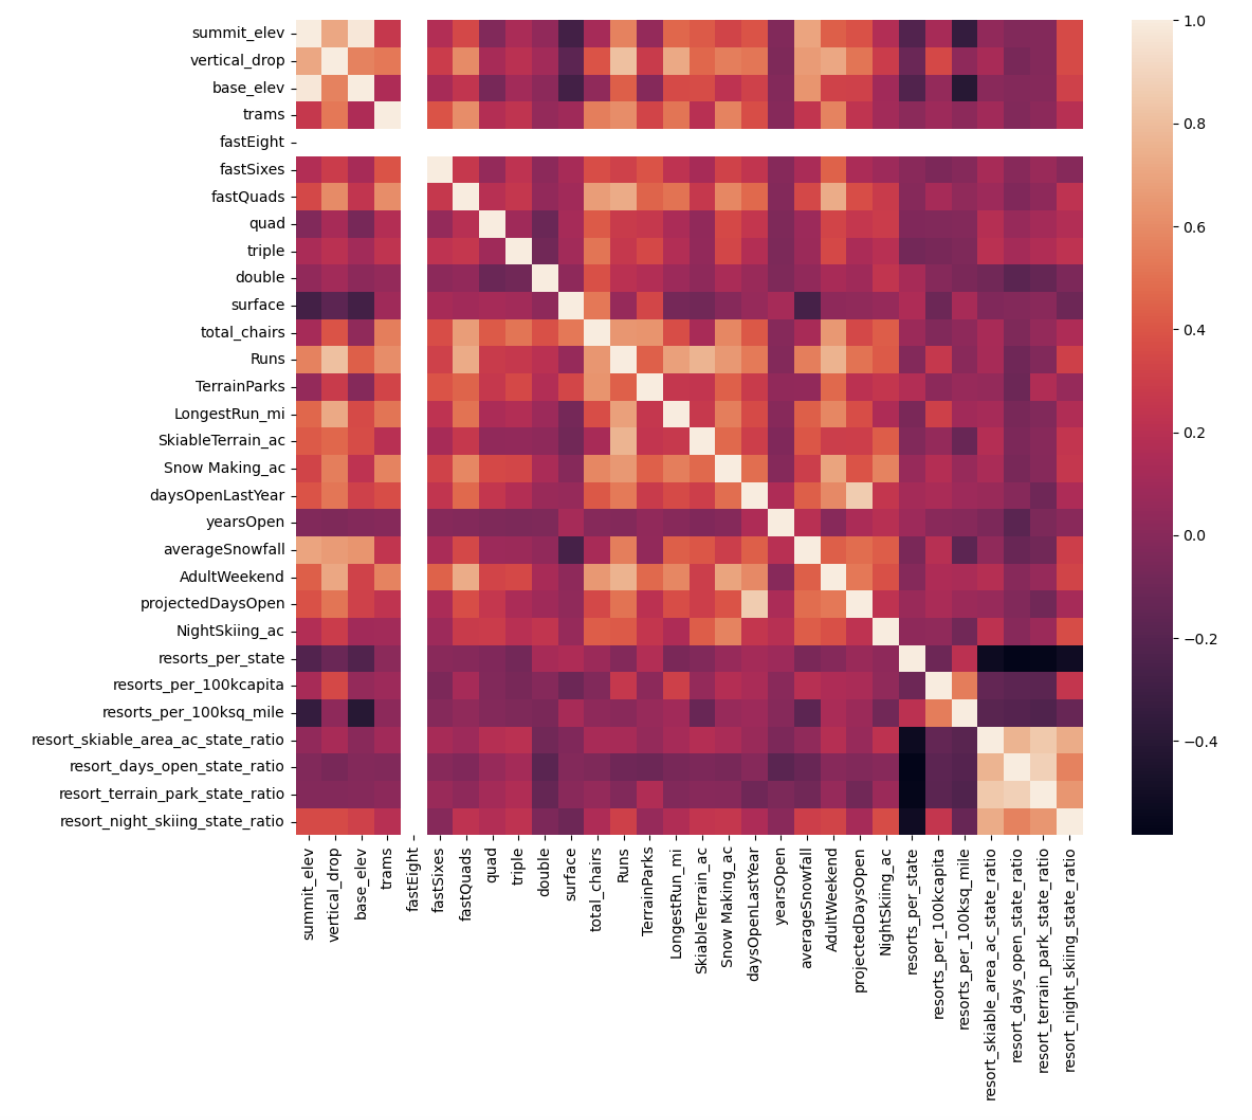 summit_elev
vertical_drop
base_elev
trams
fastEight
fastSixes
fastQuads
quad
triple
double
surface
total_chairs
Runs
TerrainParks
LongestRun_mi
SkiableTerrain_ac
Snow Making_ac
daysOpenLastYear
yearsOpen
averageSnowfall
AdultWeekend
projectedDaysOpen
NightSkiing_ac
resorts_per_state
resorts_per_100kcapita
resorts_per_100ksq_mile
resort_skiable_area_ac_state_ratio
resort_days_open_state_ratio
resort_terrain_park_state_ratio
resort_night_skiing_state_ratio
summit_elev
vertical_drop
base_elev
trams
fastEight
fastSixes
fastQuads
quad
triple
double
surface
total_chairs
Runs
TerrainParks
LongestRun_mi
SkiableTerrain_ac
Snow Making_ac
daysOpenLastYear
yearsOpen
averageSnowfall
AdultWeekend
projectedDaysOpen
NightSkiing_ac
resorts_per_state
resorts_per_100kcapita
resorts_per_100ksq_mile
resort_skiable_area_ac_state_ratio
resort_days_open_state_ratio
resort_terrain_park_state_ratio
resort_night_skiing_state_ratio
1.0
0.8
0.6
0.4
0.2
0.0
−0.2
−0.4